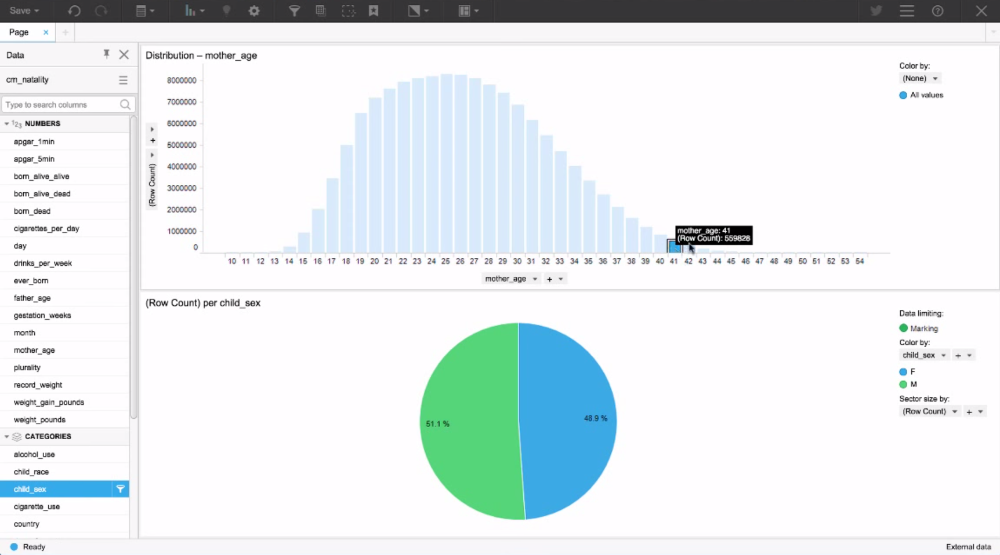 Save
Page
Data
cm_natality
Type to search columns
123 NUMBERS
apgar_1min
apgar_5min
born_alive_alive
born_alive_dead
born_dead
cigarettes_per_day
day
drinks_per_week
ever_born
father_age
gestation_weeks
month
mother_age
plurality
record_weight
weight_gain_pounds
weight_pounds
CATEGORIES
alcohol_use
child_race
child_sex
cigarette_use
country
Distribution – mother_age
8000000
7000000
6000000
5000000
4000000
3000000
2000000
1000000
0
+
(Row Count)
mother_age: 41
(Row Count): 559828
10 11 12 13 14 15 16 17 18 19 20 21 22 23 24 25 26 27 28 29 30 31 32 33 34 35 36 37 38 39 40 41 42 43 44 45 46 47 48 49 50 51 52 53 54
mother_age +
Color by:
(None)
All values
(Row Count) per child_sex
51.1 %
48.9 %
Data limiting:
Marking
Color by:
child_sex +
F
M
Sector size by:
(Row Count) +
Ready
External data